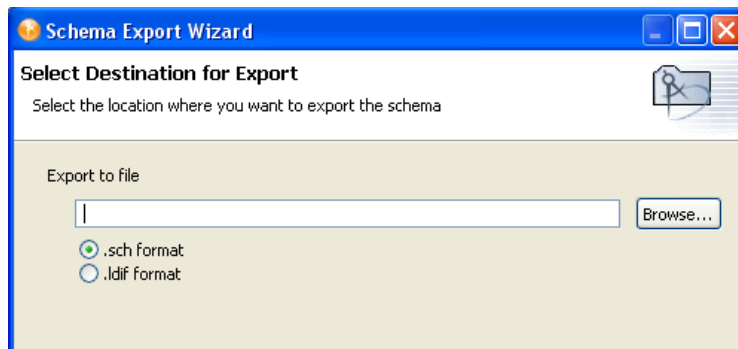 Schema Export Wizard
Select Destination for Export
Select the location where you want to export the schema
Export to file
Browse...
.sch format
.ldif format